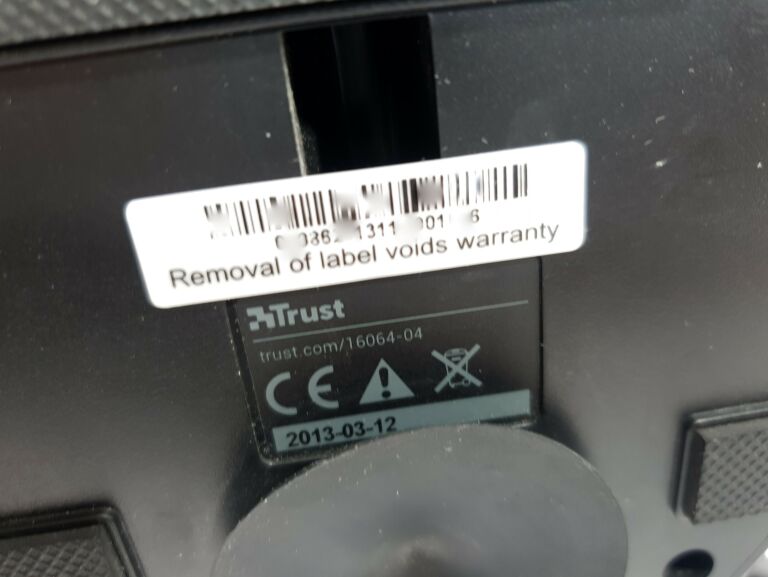 Removal of label voids warranty
Trust
trust.com/16064-04
CE
2013-03-12